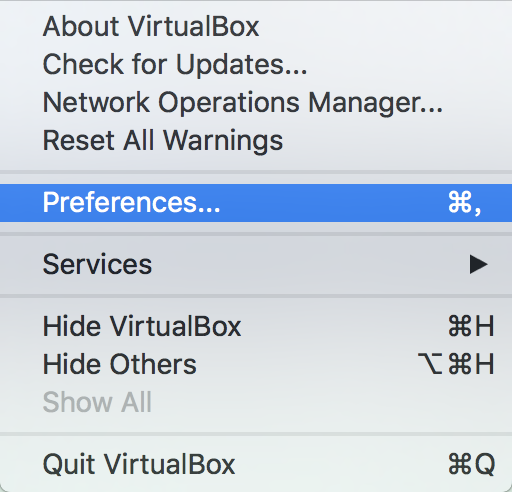 About VirtualBox
Check for Updates...
Network Operations Manager...
Reset All Warnings
Preferences... ⌘,
Services ▶
Hide VirtualBox ⌘H
Hide Others ⌥⌘H
Show All
Quit VirtualBox ⌘Q